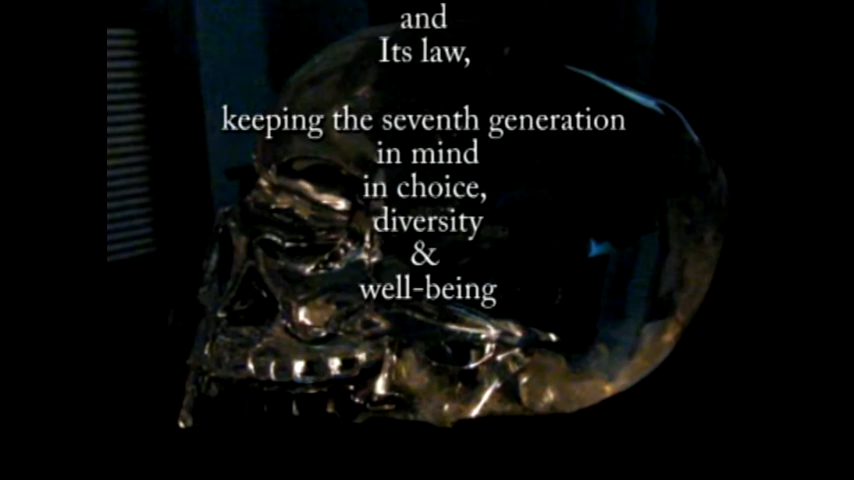 and
Its law,
keeping the seventh generation
in mind
in choice,
diversity
&
well-being